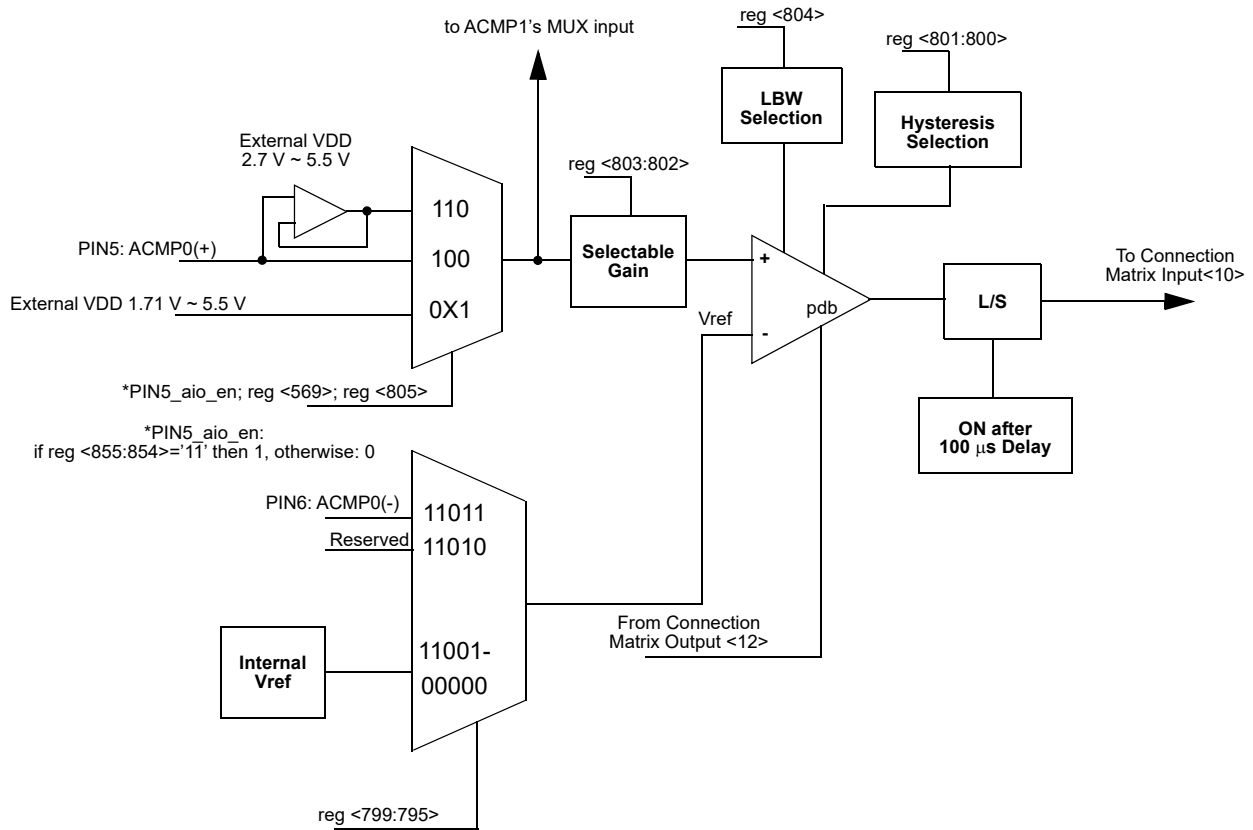 reg <804>
to ACMP1's MUX input
reg <801:800>
LBW
Selection
Hysteresis
Selection
External VDD
2.7 V ~ 5.5 V
reg <803:802>
110
PIN5: ACMP0(+)
100
Selectable
Gain
+
To Connection
Matrix Input<10>
External VDD 1.71 V ~ 5.5 V
0X1
L/S
pdb
Vref
-
*PIN5_aio_en; reg <569>; reg <805>
*PIN5_aio_en:
if reg <855:854>='11' then 1, otherwise: 0
ON after
100 μs Delay
PIN6: ACMP0(-)
11011
Reserved
11010
From Connection
Matrix Output <12>
Internal
Vref
11001-
00000
reg <799:795>